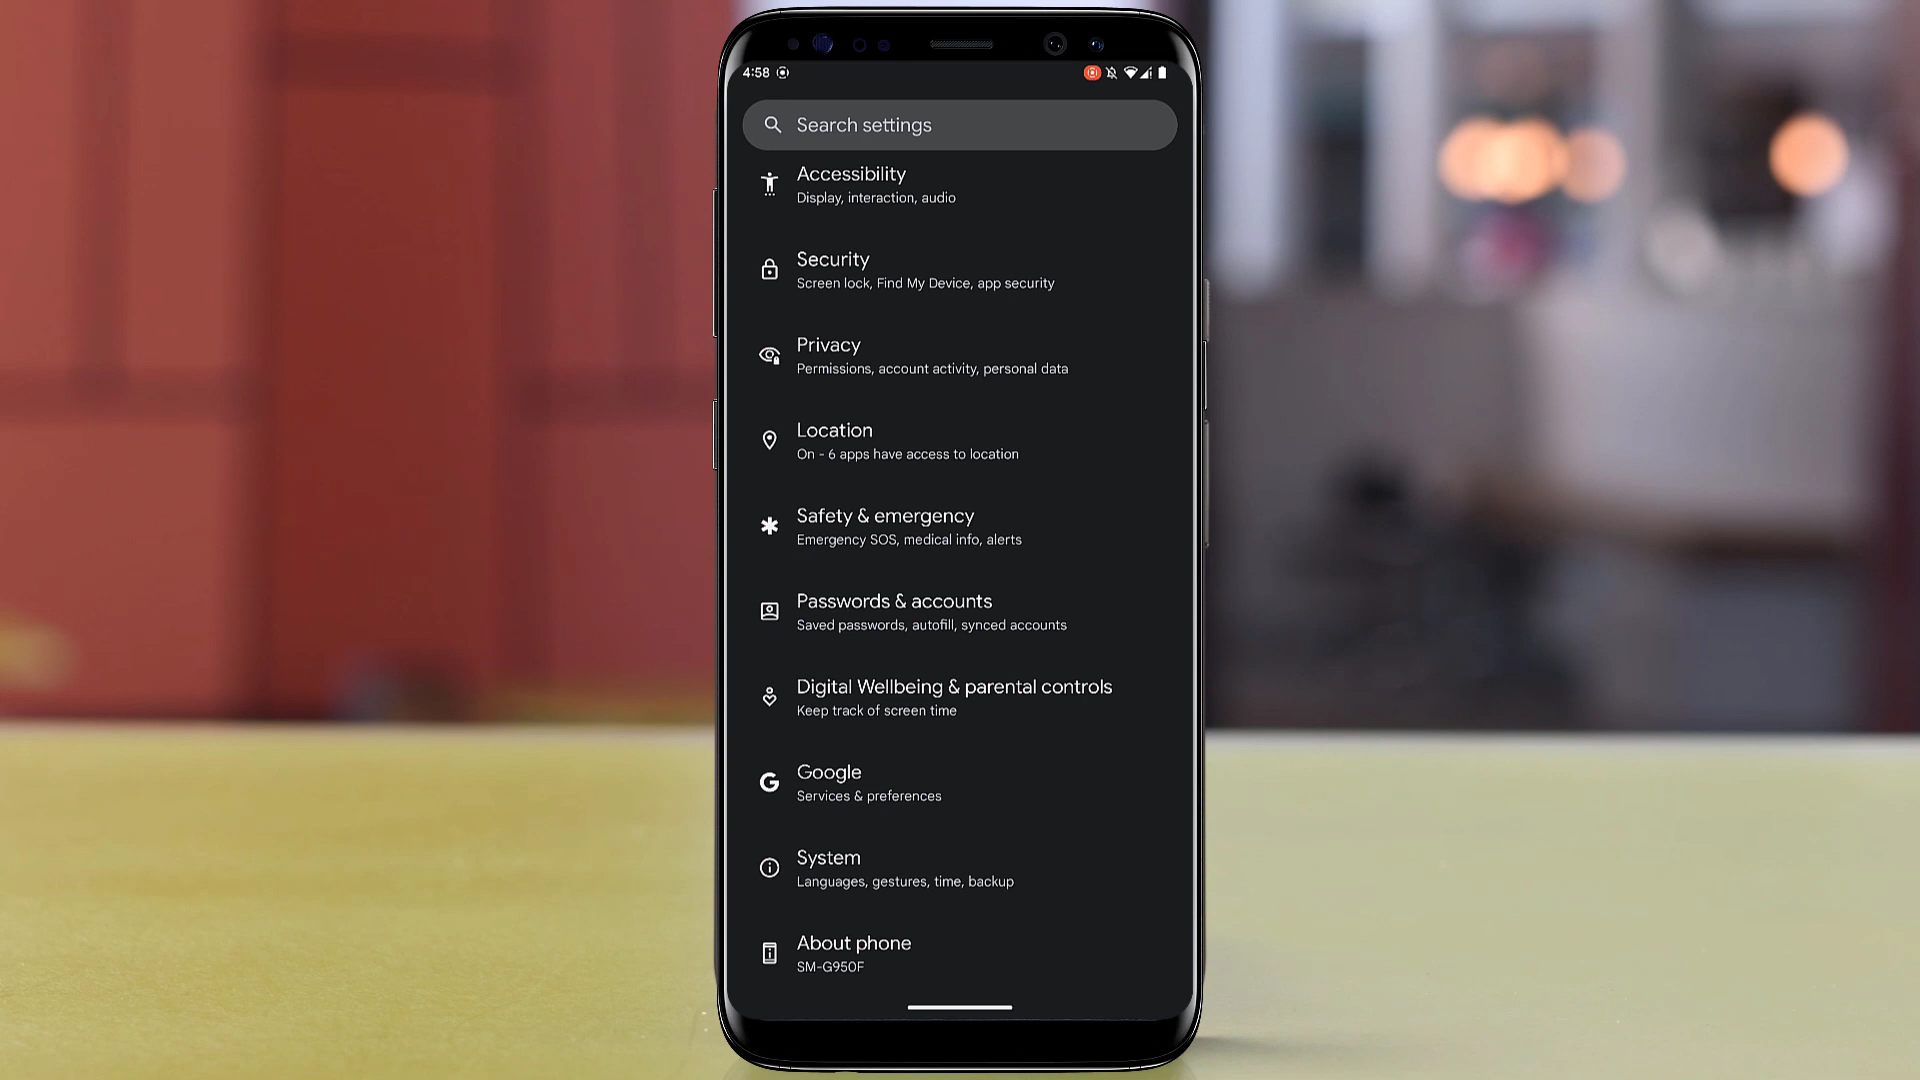 4:58
Search settings
Accessibility
Display, interaction, audio
Security
Screen lock, Find My Device, app security
Privacy
Permissions, account activity, personal data
Location
On - 6 apps have access to location
Safety & emergency
Emergency SOS, medical info, alerts
Passwords & accounts
Saved passwords, autofill, synced accounts
Digital Wellbeing & parental controls
Keep track of screen time
Google
Services & preferences
System
Languages, gestures, time, backup
About phone
SM-G950F